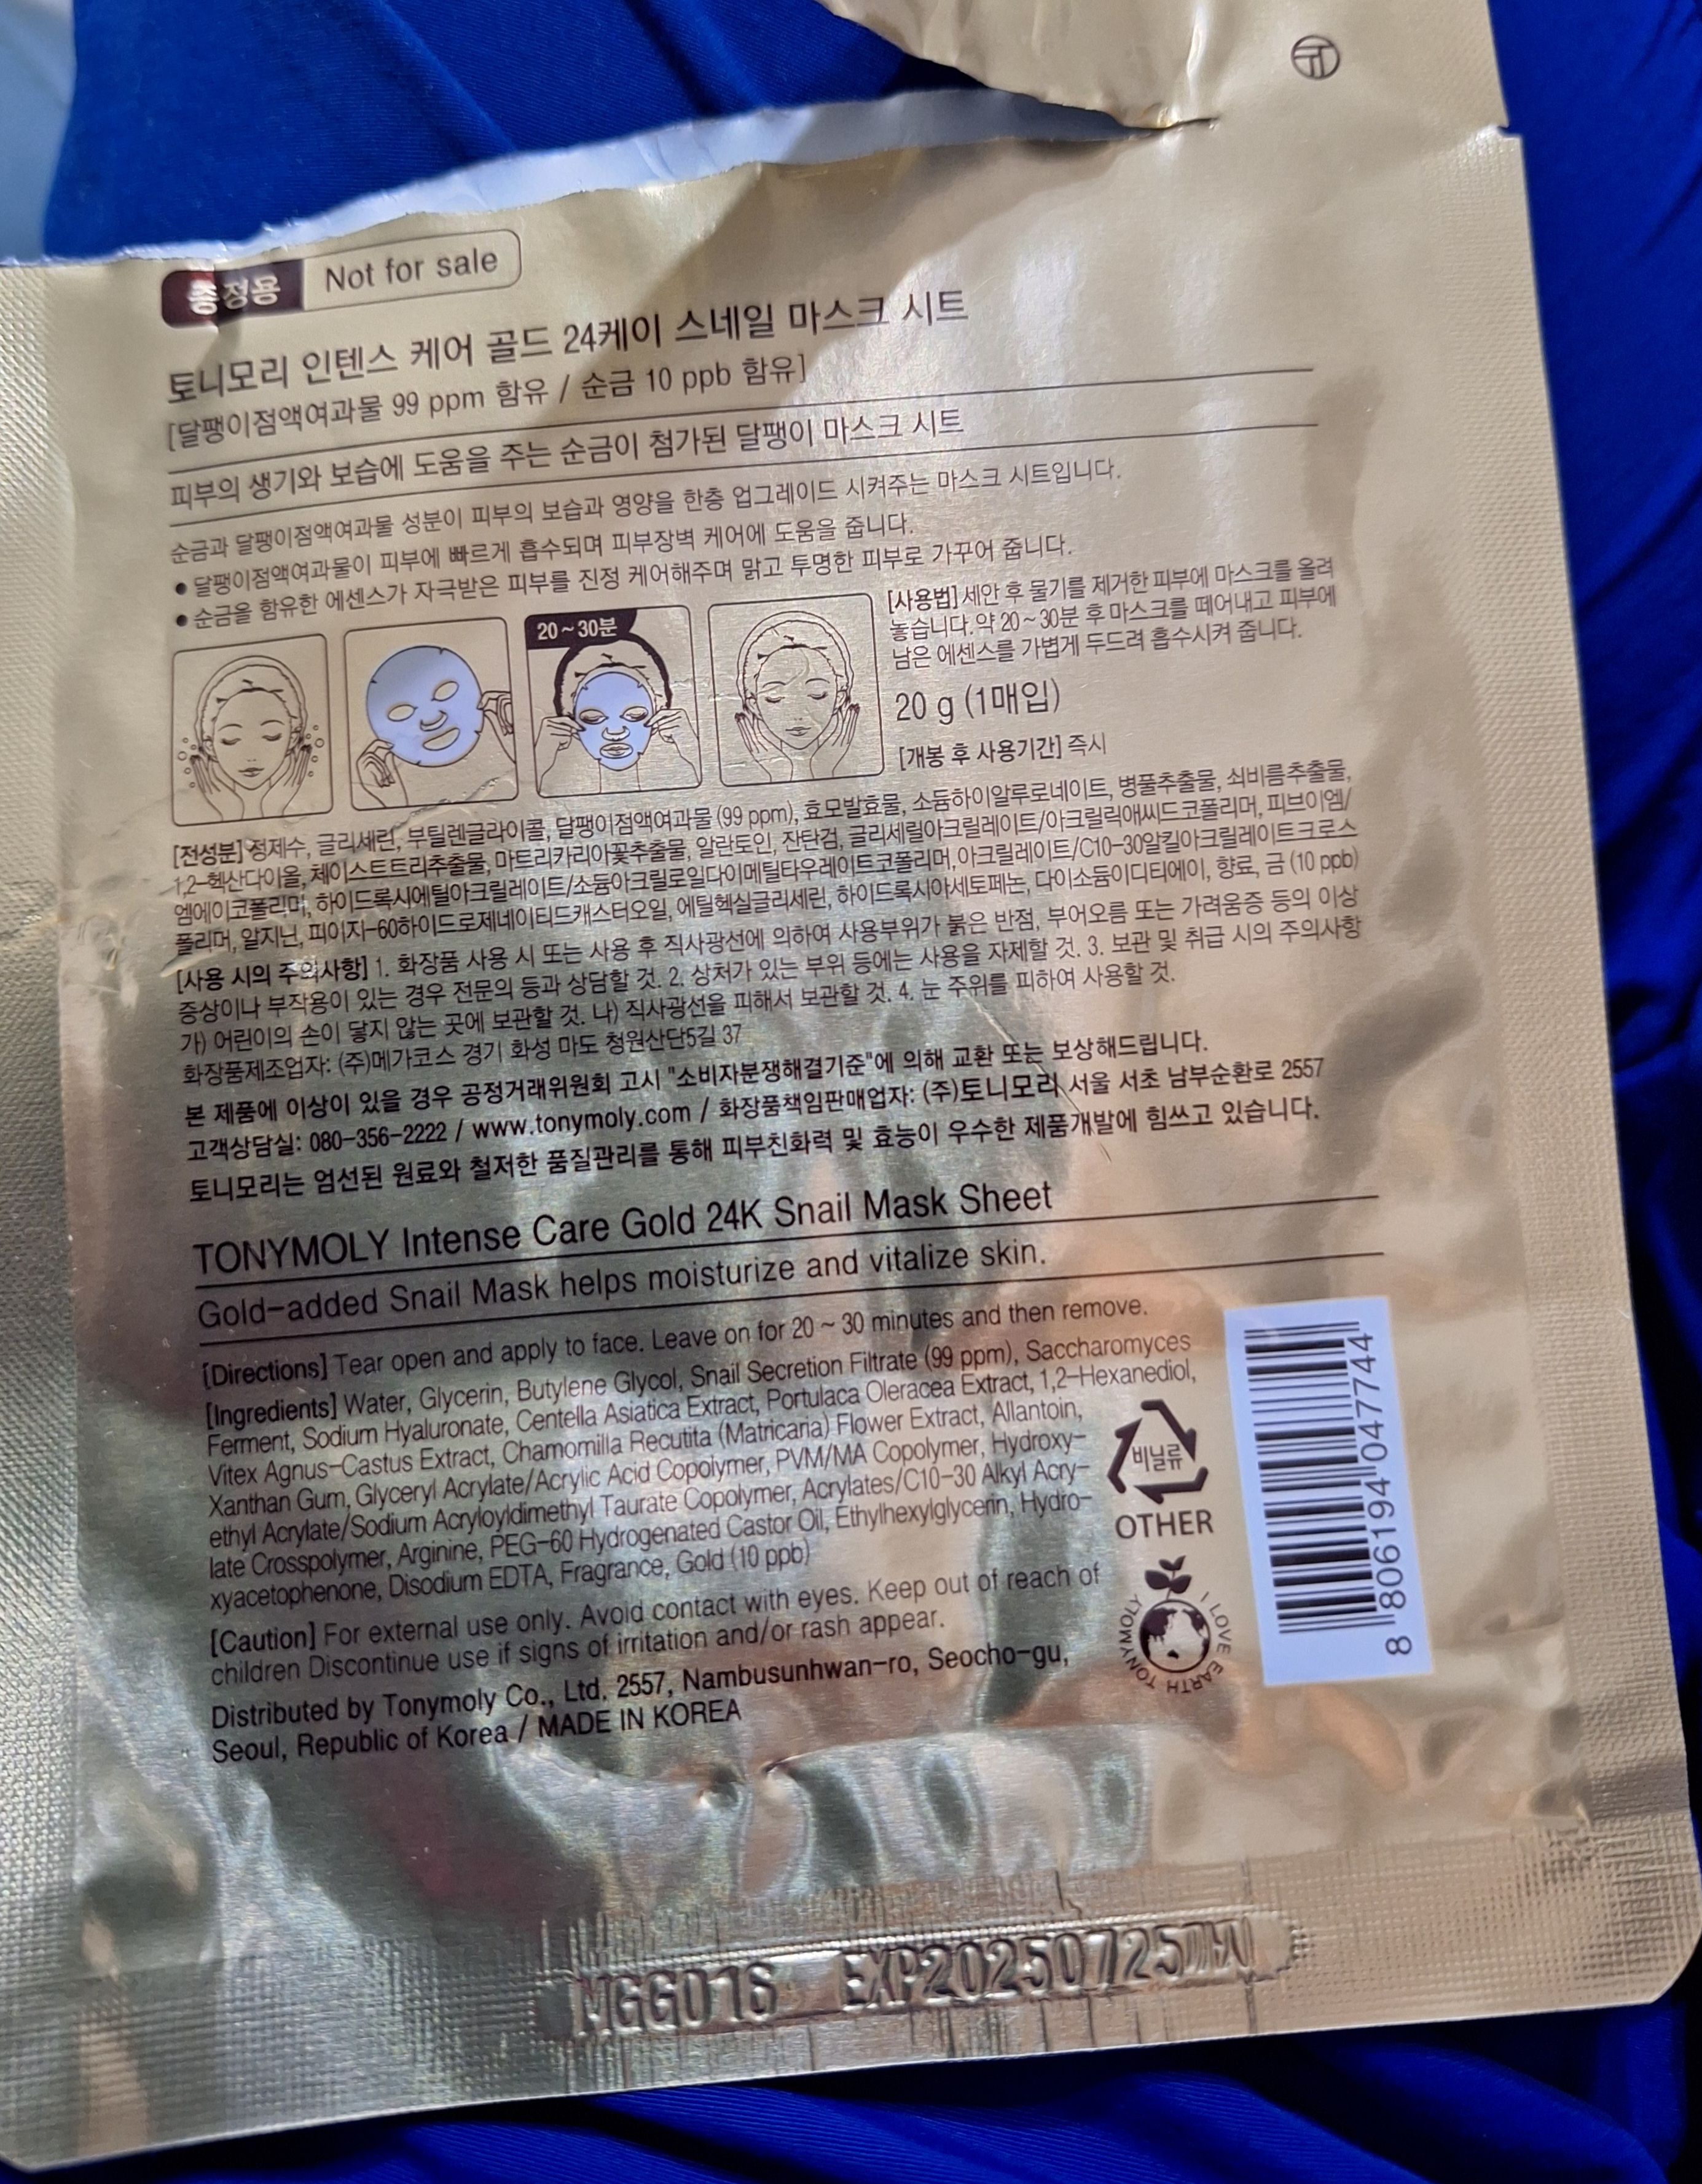 증정용 Not for sale
토니모리 인텐스 케어 골드 24케이 스네일 마스크 시트
[달팽이점액여과물 99 ppm 함유 / 순금 10 ppb 함유]
피부의 생기와 보습에 도움을 주는 순금이 첨가된 달팽이 마스크 시트
순금과 달팽이점액여과물 성분이 피부의 보습과 영양을 한층 업그레이드 시켜주는 마스크 시트입니다.
• 달팽이점액여과물이 피부에 빠르게 흡수되며 피부장벽 케어에 도움을 줍니다.
• 순금을 함유한 에센스가 자극받은 피부를 진정 케어해주며 맑고 투명한 피부로 가꾸어 줍니다.
20~30분
[사용법] 세안 후 물기를 제거한 피부에 마스크를 올려
놓습니다. 약 20~30분 후 마스크를 떼어내고 피부에
남은 에센스를 가볍게 두드려 흡수시켜 줍니다.
20 g (1매입)
[개봉 후 사용기간] 즉시
[전성분] 정제수, 글리세린, 부틸렌글라이콜, 달팽이점액여과물 (99 ppm), 효모발효물, 소듐하이알루로네이트, 병풀추출물, 쇠비름추출물,
1,2-헥산다이올, 체이스트트리추출물, 마트리카리아꽃추출물, 알란토인, 잔탄검, 글리세릴아크릴레이트/아크릴릭애씨드코폴리머, 피브이엠/
엠에이코폴리머, 하이드록시에틸아크릴레이트/소듐아크릴로일다이메틸타우레이트코폴리머, 아크릴레이트/C10-30알킬아크릴레이트크로스
폴리머, 알지닌, 피이지-60하이드로제네이티드캐스터오일, 에틸헥실글리세린, 하이드록시아세토페논, 다이소듐이디티에이, 향료, 금 (10 ppb)
[사용 시의 주의사항] 1. 화장품 사용 시 또는 사용 후 직사광선에 의하여 사용부위가 붉은 반점, 부어오름 또는 가려움증 등의 이상
증상이나 부작용이 있는 경우 전문의 등과 상담할 것. 2. 상처가 있는 부위 등에는 사용을 자제할 것. 3. 보관 및 취급 시의 주의사항
가) 어린이의 손이 닿지 않는 곳에 보관할 것. 나) 직사광선을 피해서 보관할 것. 4. 눈 주위를 피하여 사용할 것.
화장품제조업자: (주)메가코스 경기 화성 마도 청원산단5길 37
본 제품에 이상이 있을 경우 공정거래위원회 고시 "소비자분쟁해결기준"에 의해 교환 또는 보상해드립니다.
고객상담실: 080-356-2222 / www.tonymoly.com / 화장품책임판매업자: (주)토니모리 서울 서초 남부순환로 2557
토니모리는 엄선된 원료와 철저한 품질관리를 통해 피부친화력 및 효능이 우수한 제품개발에 힘쓰고 있습니다.
TONYMOLY Intense Care Gold 24K Snail Mask Sheet
Gold-added Snail Mask helps moisturize and vitalize skin.
[Directions] Tear open and apply to face. Leave on for 20 ~ 30 minutes and then remove.
[Ingredients] Water, Glycerin, Butylene Glycol, Snail Secretion Filtrate (99 ppm), Saccharomyces
Ferment, Sodium Hyaluronate, Centella Asiatica Extract, Portulaca Oleracea Extract, 1,2-Hexanediol,
Vitex Agnus-Castus Extract, Chamomilla Recutita (Matricaria) Flower Extract, Allantoin,
Xanthan Gum, Glyceryl Acrylate/Acrylic Acid Copolymer, PVM/MA Copolymer, Hydroxy-
ethyl Acrylate/Sodium Acryloyldimethyl Taurate Copolymer, Acrylates/C10-30 Alkyl Acry-
late Crosspolymer, Arginine, PEG-60 Hydrogenated Castor Oil, Ethylhexylglycerin, Hydro-
xyacetophenone, Disodium EDTA, Fragrance, Gold (10 ppb)
[Caution] For external use only. Avoid contact with eyes. Keep out of reach of
children Discontinue use if signs of irritation and/or rash appear.
Distributed by Tonymoly Co., Ltd. 2557, Nambusunhwan-ro, Seocho-gu,
Seoul, Republic of Korea / MADE IN KOREA
비닐류
OTHER
TONYMOLY I LOVE EARTH
8 806194 047744
MGG01S EXP20250725